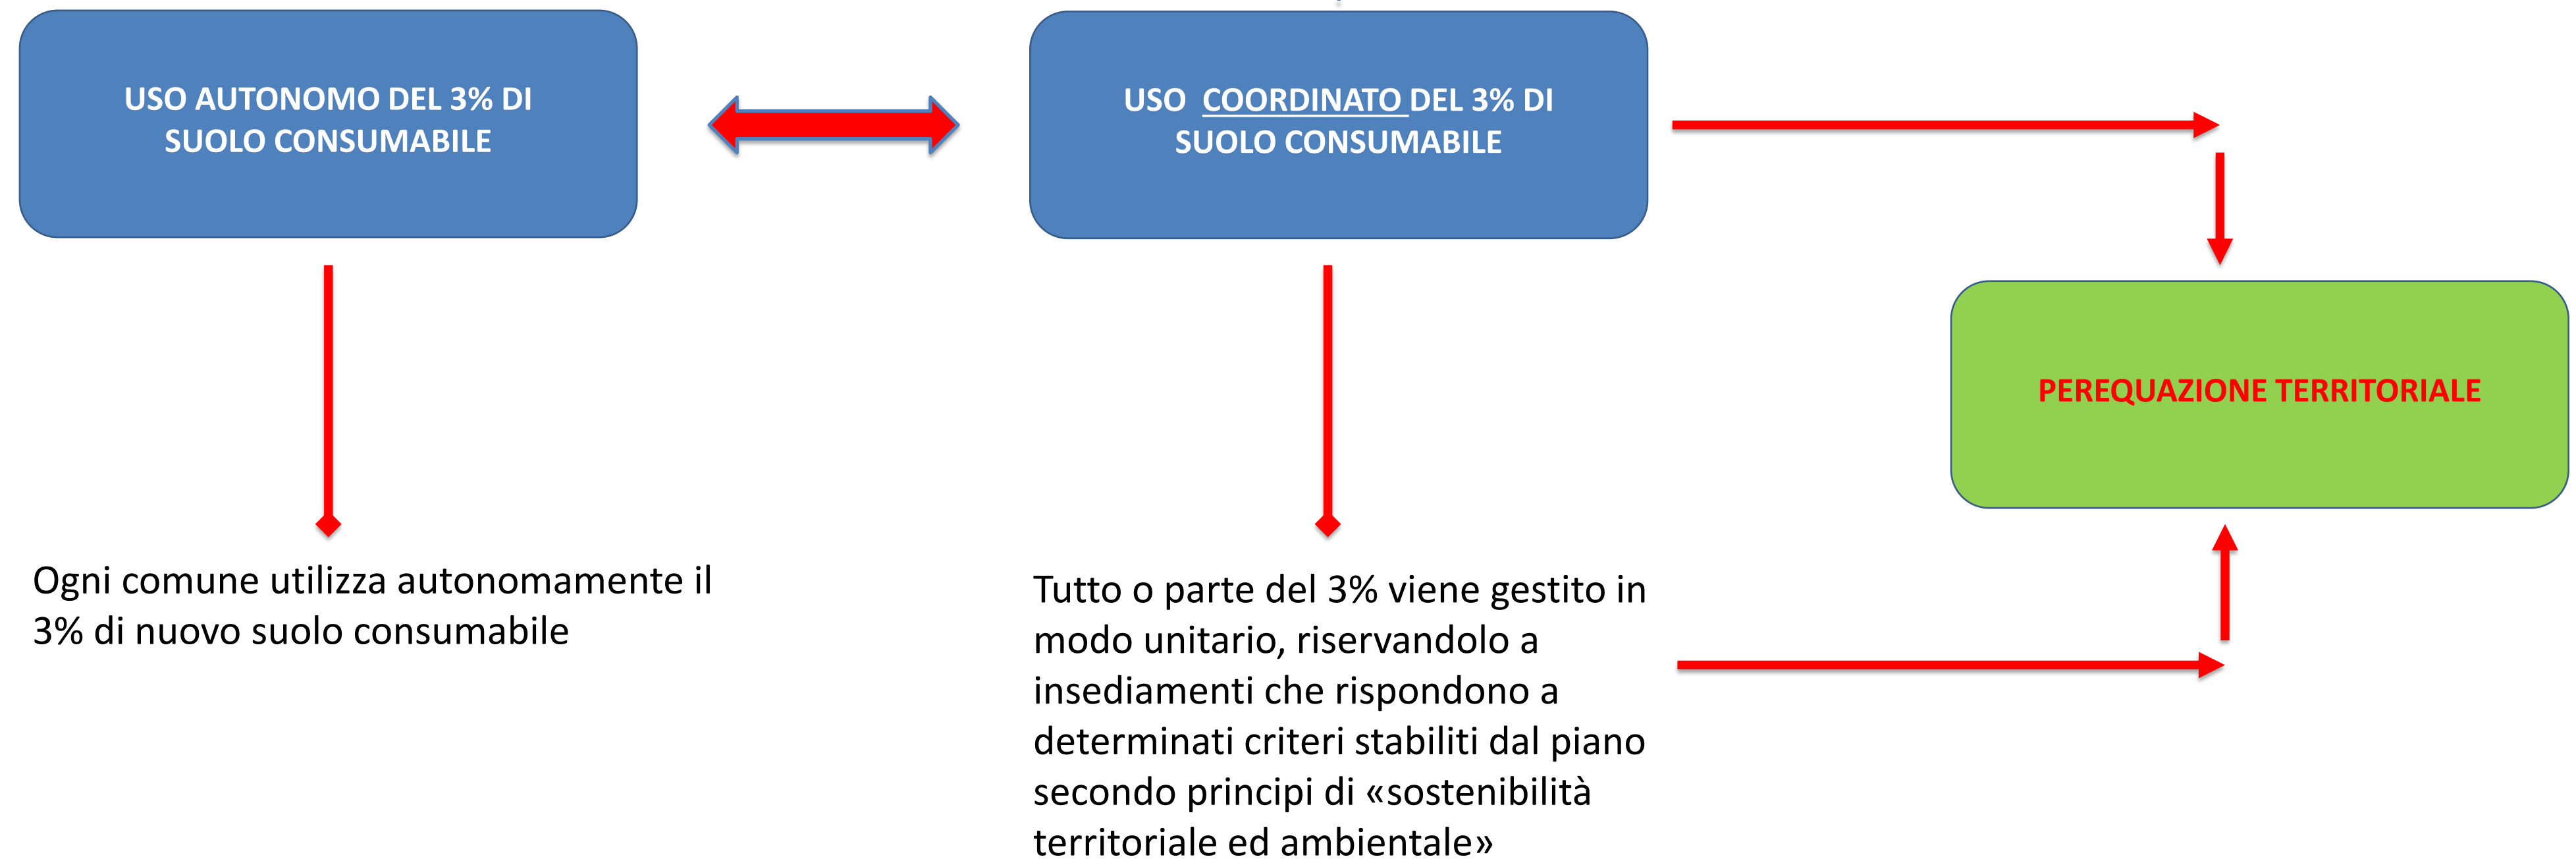 USO AUTONOMO DEL 3% DI
SUOLO CONSUMABILE
USO COORDINATO DEL 3% DI
SUOLO CONSUMABILE
PEREQUAZIONE TERRITORIALE
Ogni comune utilizza autonomamente il
3% di nuovo suolo consumabile
Tutto o parte del 3% viene gestito in
modo unitario, riservandolo a
insediamenti che rispondono a
determinati criteri stabiliti dal piano
secondo principi di «sostenibilità
territoriale ed ambientale»